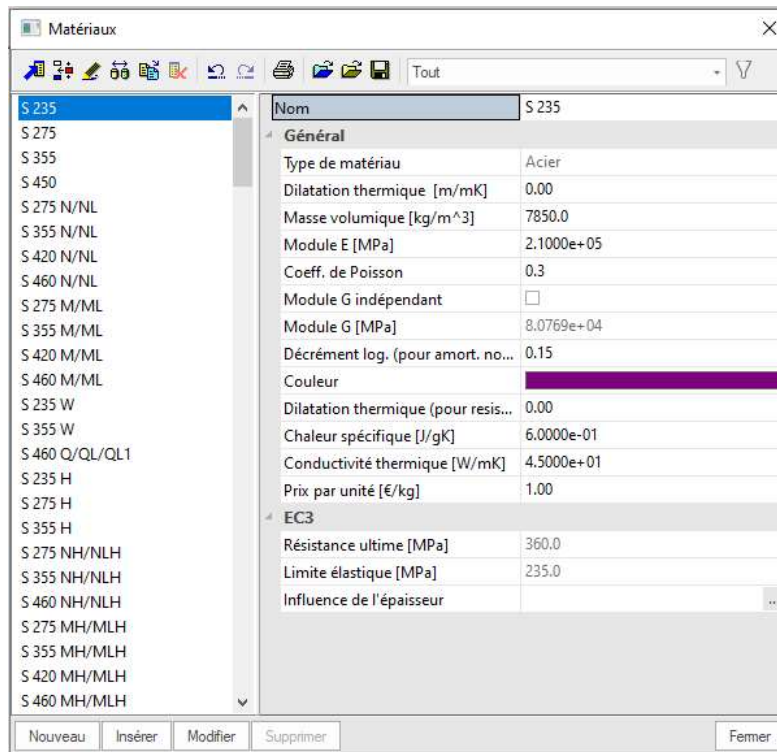 Matériaux
Tout
S 235
S 275
S 355
S 450
S 275 N/NL
S 355 N/NL
S 420 N/NL
S 460 N/NL
S 275 M/ML
S 355 M/ML
S 420 M/ML
S 460 M/ML
S 235 W
S 355 W
S 460 Q/QL/QL1
S 235 H
S 275 H
S 355 H
S 275 NH/NLH
S 355 NH/NLH
S 460 NH/NLH
S 275 MH/MLH
S 355 MH/MLH
S 420 MH/MLH
S 460 MH/MLH
Nom S 235
Général
Type de matériau Acier
Dilatation thermique [m/mK] 0.00
Masse volumique [kg/m^3] 7850.0
Module E [MPa] 2.1000e+05
Coeff. de Poisson 0.3
Module G indépendant
Module G [MPa] 8.0769e+04
Décrément log. (pour amort. no... 0.15
Couleur
Dilatation thermique (pour resis... 0.00
Chaleur spécifique [J/gK] 6.0000e-01
Conductivité thermique [W/mK] 4.5000e+01
Prix par unité [€/kg] 1.00
EC3
Résistance ultime [MPa] 360.0
Limite élastique [MPa] 235.0
Influence de l'épaisseur ..
Nouveau Insérer Modifier Supprimer Fermer